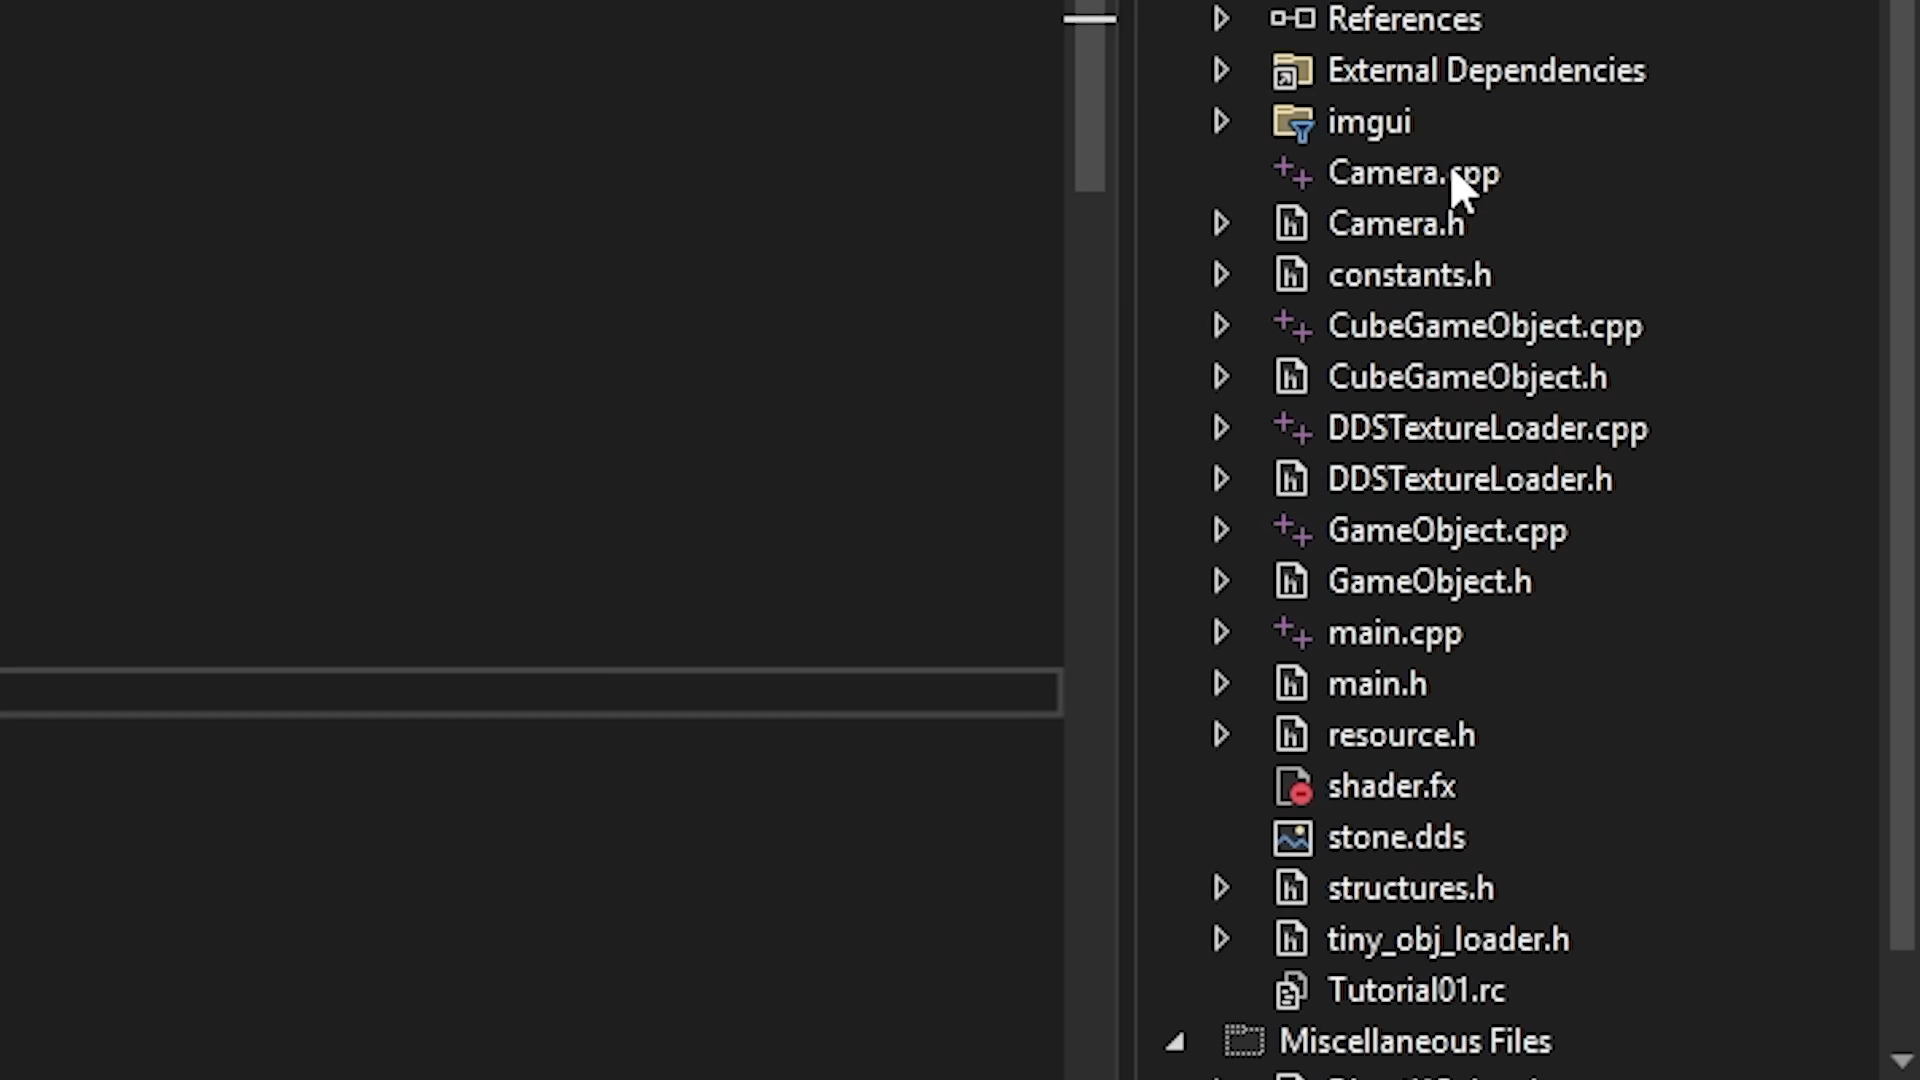 References
External Dependencies
imgui
Camera.cpp
Camera.h
constants.h
CubeGameObject.cpp
CubeGameObject.h
DDSTextureLoader.cpp
DDSTextureLoader.h
GameObject.cpp
GameObject.h
main.cpp
main.h
resource.h
shader.fx
stone.dds
structures.h
tiny_obj_loader.h
Tutorial01.rc
Miscellaneous Files